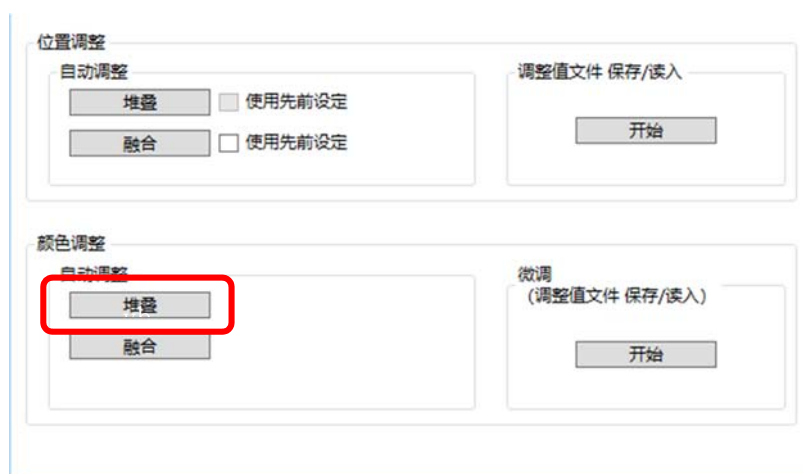 位置调整
自动调整
堆叠 使用先前设定
融合 使用先前设定
调整值文件 保存/读入
开始
颜色调整
自动调整
堆叠
融合
微调
(调整值文件 保存/读入)
开始